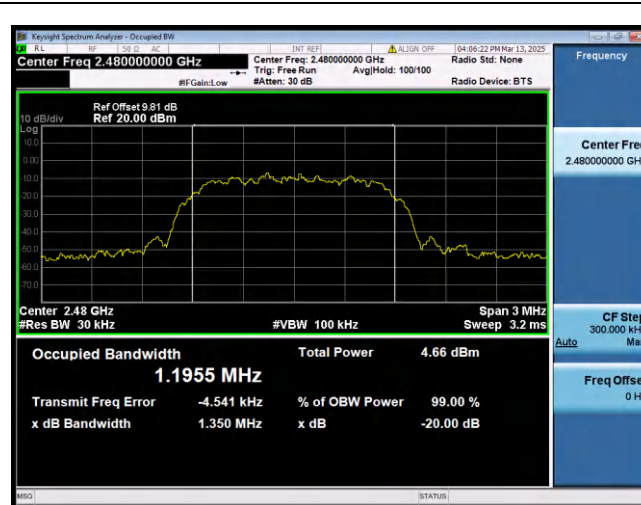 Keysight Spectrum Analyzer - Occupied BW
RL RF 50 Ω AC INT REF ALIGN OFF 04:06:22 PM Mar 13, 2025
Center Freq 2.480000000 GHz
Center Freq: 2.480000000 GHz Radio Std: None
Trig: Free Run Avg|Hold: 100/100
#IFGain:Low #Atten: 30 dB Radio Device: BTS
Ref Offset 9.81 dB
10 dB/div Ref 20.00 dBm
Log
10.0
0.00
-10.0
-20.0
-30.0
-40.0
-50.0
-60.0
-70.0
Center 2.48 GHz Span 3 MHz
#Res BW 30 kHz #VBW 100 kHz Sweep 3.2 ms
Occupied Bandwidth Total Power 4.66 dBm
1.1955 MHz
Transmit Freq Error -4.541 kHz % of OBW Power 99.00 %
x dB Bandwidth 1.350 MHz x dB -20.00 dB
MSG STATUS
Frequency
Center Fre
2.480000000 GH
CF Ste
300.000 kH
Auto Ma
Freq Offse
0 H